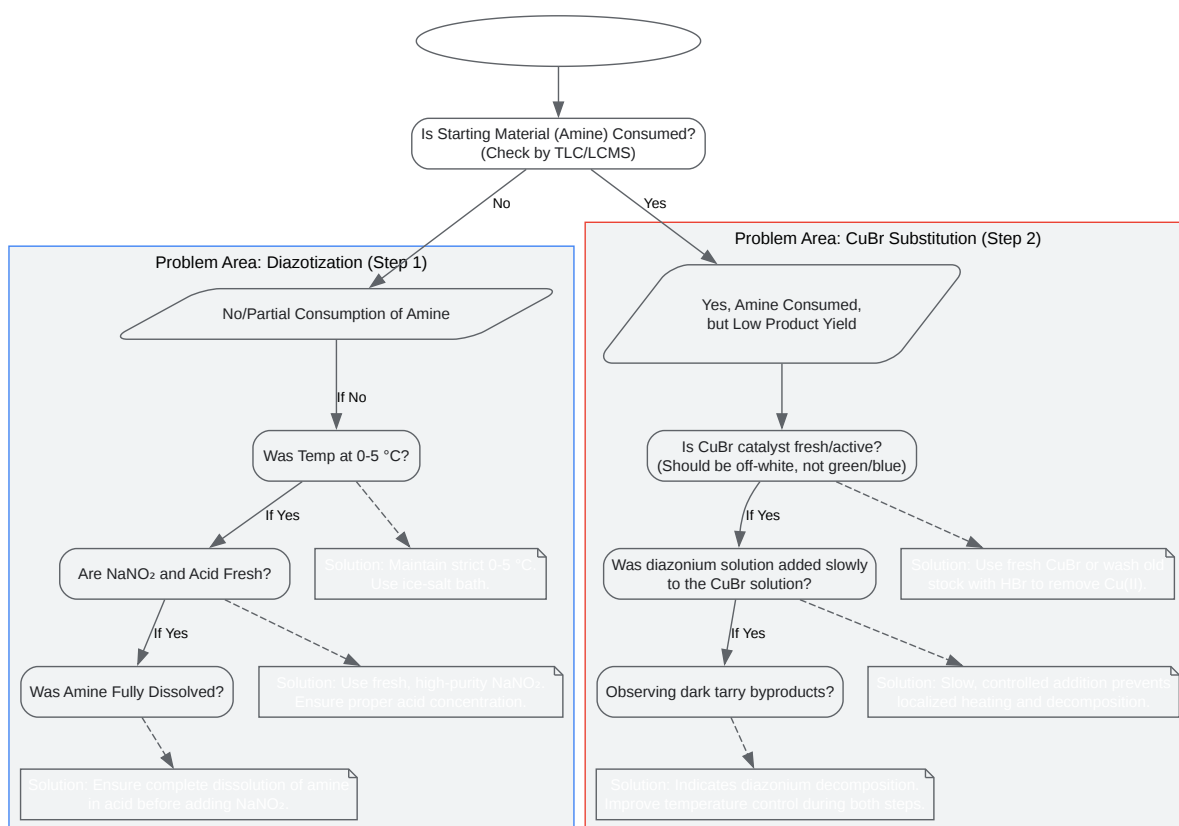 Is Starting Material (Amine) Consumed?
(Check by TLC/LCMS)
No
Yes
Problem Area: Diazotization (Step 1)
Problem Area: CuBr Substitution (Step 2)
No/Partial Consumption of Amine
Yes, Amine Consumed,
but Low Product Yield
If No
Was Temp at 0-5 °C?
Is CuBr catalyst fresh/active?
(Should be off-white, not green/blue)
If Yes
If Yes
Are NaNO₂ and Acid Fresh?
Solution: Maintain strict 0-5 °C.
Use ice-salt bath.
Was diazonium solution added slowly
to the CuBr solution?
Solution: Use fresh CuBr or wash old
stock with HBr to remove Cu(II).
If Yes
If Yes
Was Amine Fully Dissolved?
Solution: Use fresh, high-purity NaNO₂.
Ensure proper acid concentration.
Observing dark tarry byproducts?
Solution: Slow, controlled addition prevents
localized heating and decomposition.
Solution: Ensure complete dissolution of amine
in acid before adding NaNO₂.
Solution: Indicates diazonium decomposition.
Improve temperature control during both steps.